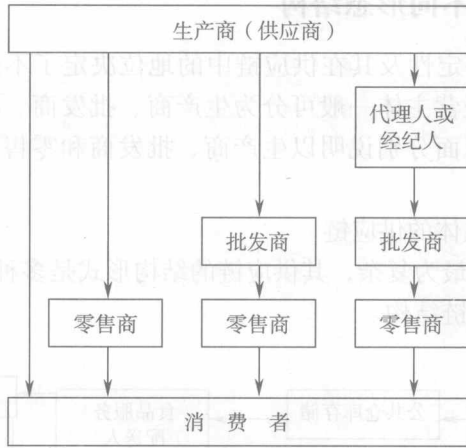 生产商（供应商）
代理人或
经纪人
批发商
批发商
零售商
零售商
零售商
消费者